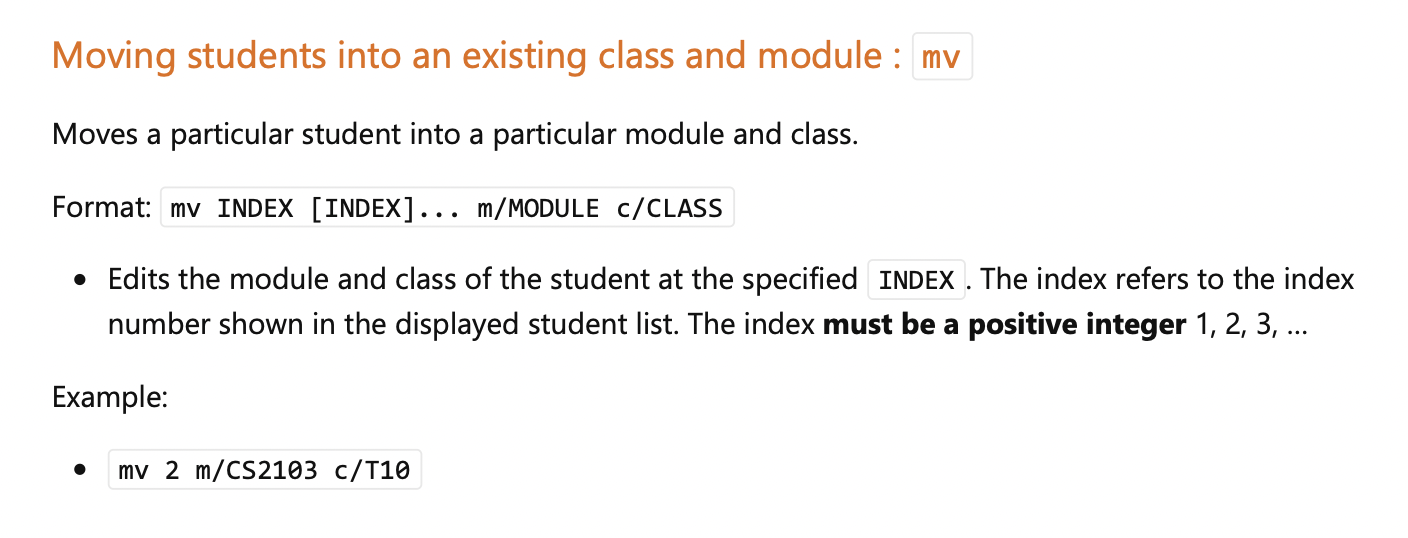 Moving students into an existing class and module : mv
Moves a particular student into a particular module and class.
Format: mv INDEX [INDEX]... m/MODULE c/CLASS
• Edits the module and class of the student at the specified INDEX. The index refers to the index
number shown in the displayed student list. The index must be a positive integer 1, 2, 3, …
Example:
• mv 2 m/CS2103 c/T10